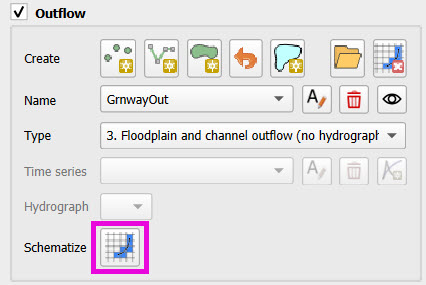 Outflow
Create
Name GrnwayOut
Type 3. Floodplain and channel outflow (no hydrograph
Time series
Hydrograph
Schematize